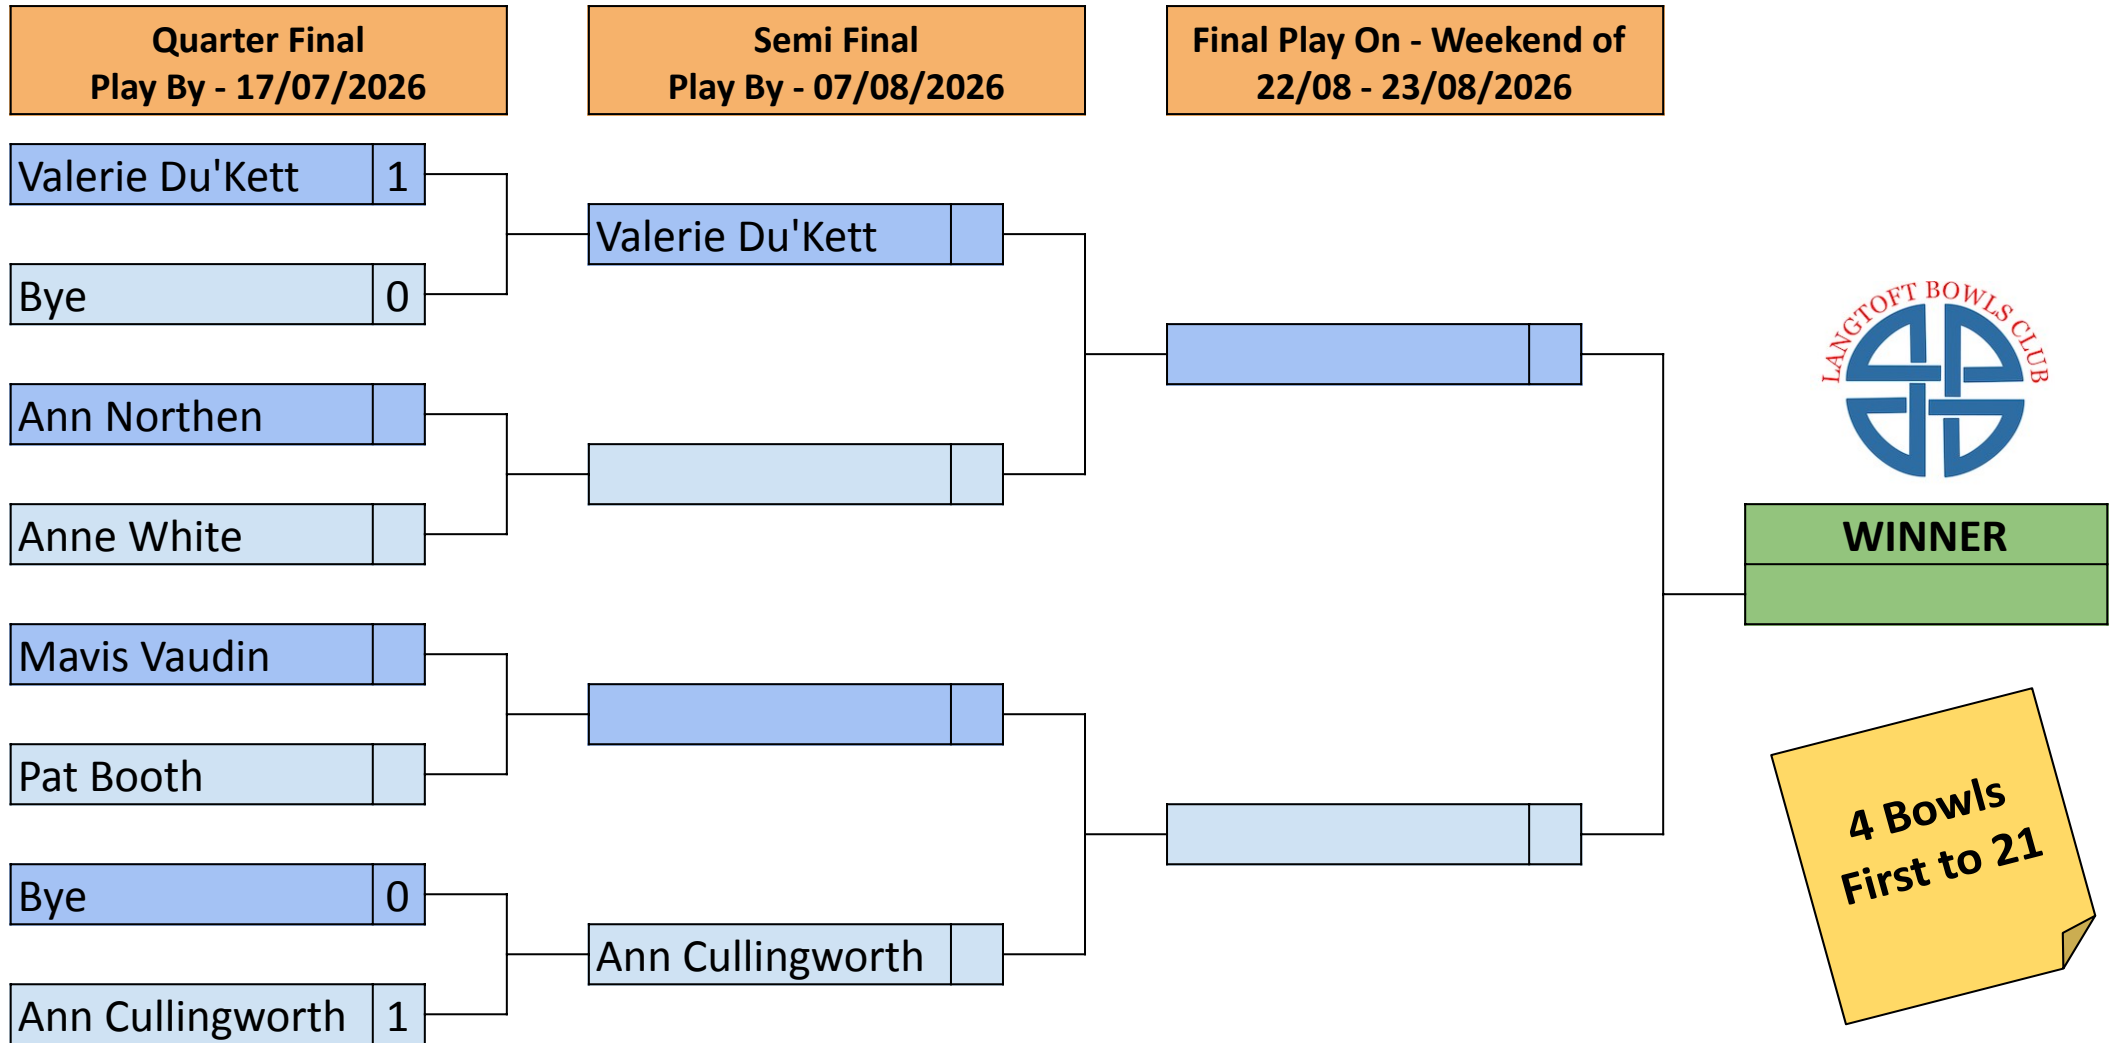 Quarter Final
Play By - 17/07/2026
Semi Final
Play By - 07/08/2026
Final Play On - Weekend of
22/08 - 23/08/2026
Valerie Du'Kett 1
Bye 0
Ann Northen
Anne White
Mavis Vaudin
Pat Booth
Bye 0
Ann Cullingworth 1
Valerie Du'Kett
Ann Cullingworth
LANGTOFT BOWLS CLUB
WINNER
4 Bowls
First to 21